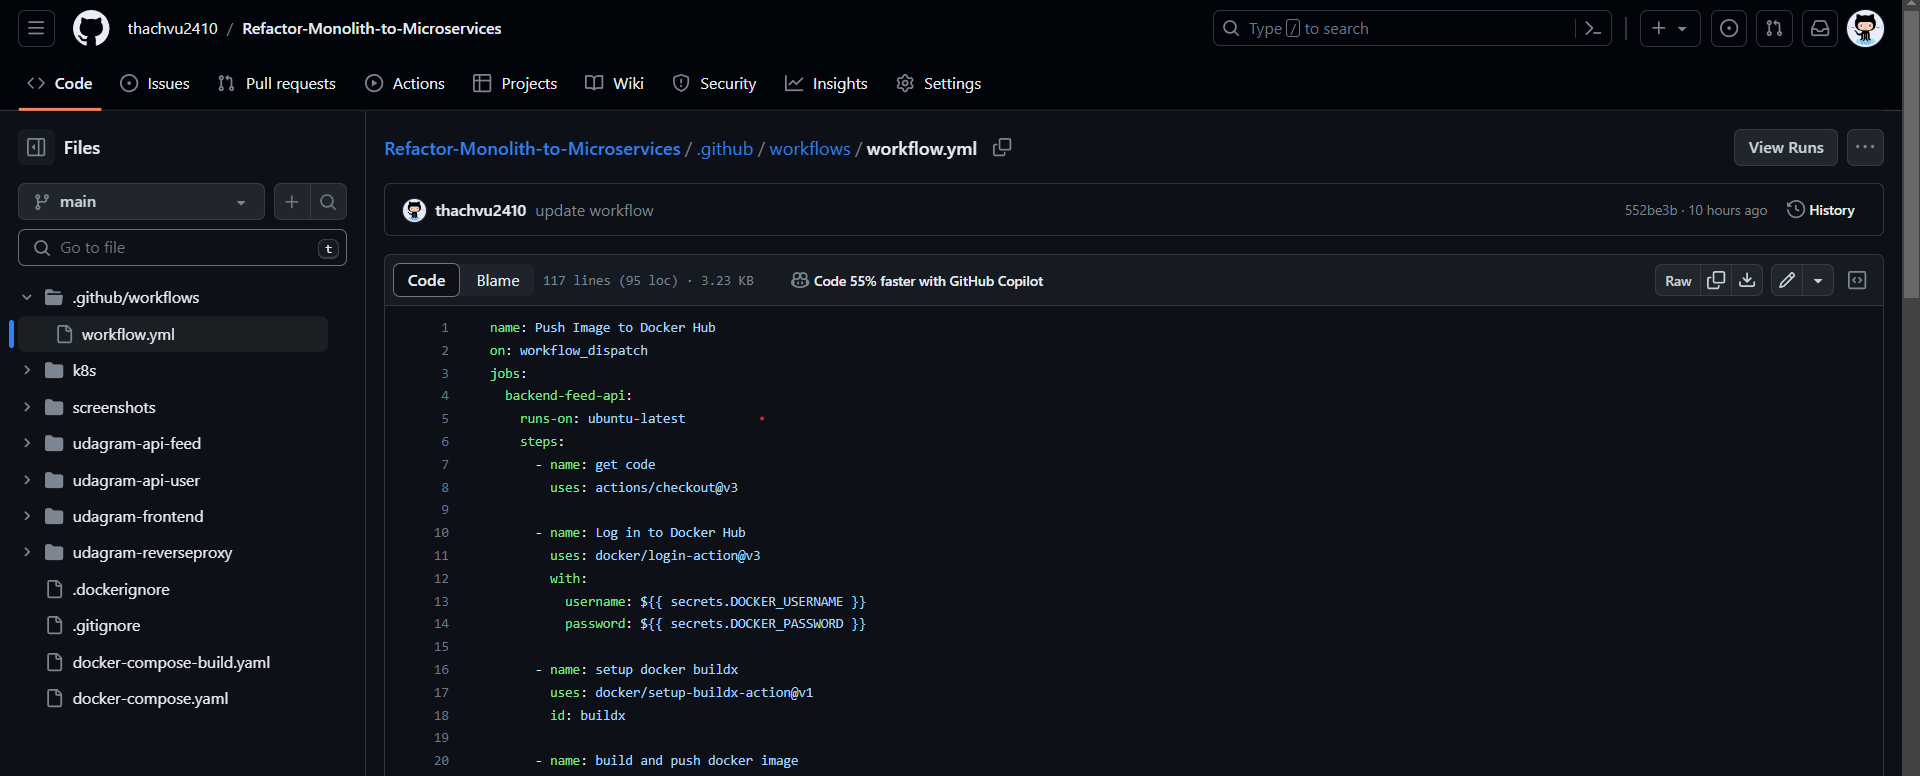 thachvu2410 / Refactor-Monolith-to-Microservices
Type / to search
Code Issues Pull requests Actions Projects Wiki Security Insights Settings
Files
main
Go to file t
.github/workflows
workflow.yml
k8s
screenshots
udagram-api-feed
udagram-api-user
udagram-frontend
udagram-reverseproxy
.dockerignore
.gitignore
docker-compose-build.yaml
docker-compose.yaml
Refactor-Monolith-to-Microservices / .github / workflows / workflow.yml
View Runs ...
thachvu2410 update workflow
552be3b · 10 hours ago History
Code Blame 117 lines (95 loc) · 3.23 KB Code 55% faster with GitHub Copilot Raw
1 name: Push Image to Docker Hub
2 on: workflow_dispatch
3 jobs:
4 backend-feed-api:
5 runs-on: ubuntu-latest
6 steps:
7 - name: get code
8 uses: actions/checkout@v3
9
10 - name: Log in to Docker Hub
11 uses: docker/login-action@v3
12 with:
13 username: ${{ secrets.DOCKER_USERNAME }}
14 password: ${{ secrets.DOCKER_PASSWORD }}
15
16 - name: setup docker buildx
17 uses: docker/setup-buildx-action@v1
18 id: buildx
19
20 - name: build and push docker image